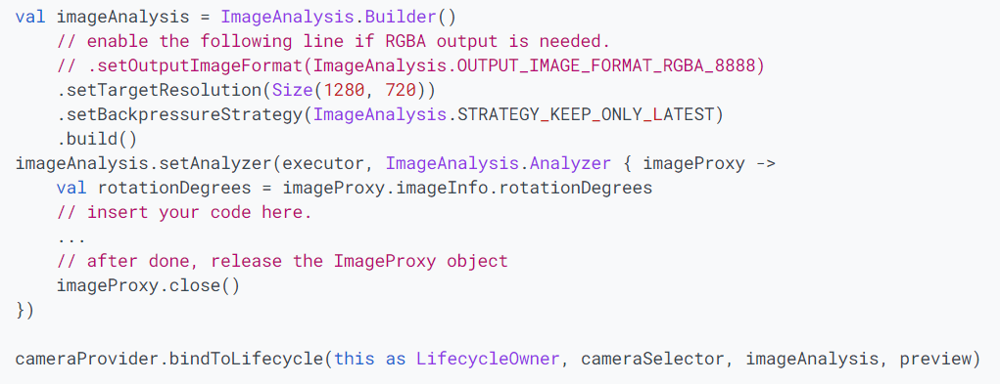 val imageAnalysis = ImageAnalysis.Builder()
    // enable the following line if RGBA output is needed.
    // .setOutputImageFormat(ImageAnalysis.OUTPUT_IMAGE_FORMAT_RGBA_8888)
    .setTargetResolution(Size(1280, 720))
    .setBackpressureStrategy(ImageAnalysis.STRATEGY_KEEP_ONLY_LATEST)
    .build()
imageAnalysis.setAnalyzer(executor, ImageAnalysis.Analyzer { imageProxy ->
    val rotationDegrees = imageProxy.imageInfo.rotationDegrees
    // insert your code here.
    ...
    // after done, release the ImageProxy object
    imageProxy.close()
})

cameraProvider.bindToLifecycle(this as LifecycleOwner, cameraSelector, imageAnalysis, preview)